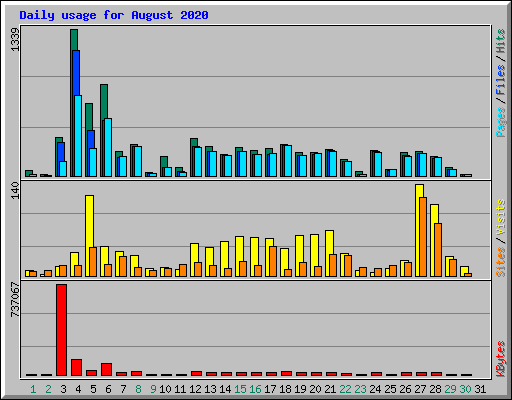 Daily usage for August 2020
1339
Pages / Files / Hits
140
Sites / Visits
737067
KBytes
1 2 3 4 5 6 7 8 9 10 11 12 13 14 15 16 17 18 19 20 21 22 23 24 25 26 27 28 29 30 31